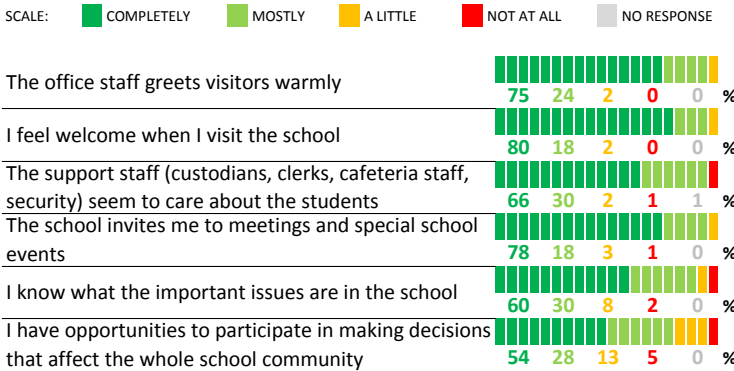 SCALE: COMPLETELY MOSTLY A LITTLE NOT AT ALL NO RESPONSE
The office staff greets visitors warmly
75 24 2 0 0 %
I feel welcome when I visit the school
80 18 2 0 0 %
The support staff (custodians, clerks, cafeteria staff,
security) seem to care about the students
66 30 2 1 1 %
The school invites me to meetings and special school
events
78 18 3 1 0 %
I know what the important issues are in the school
60 30 8 2 0 %
I have opportunities to participate in making decisions
that affect the whole school community
54 28 13 5 0 %